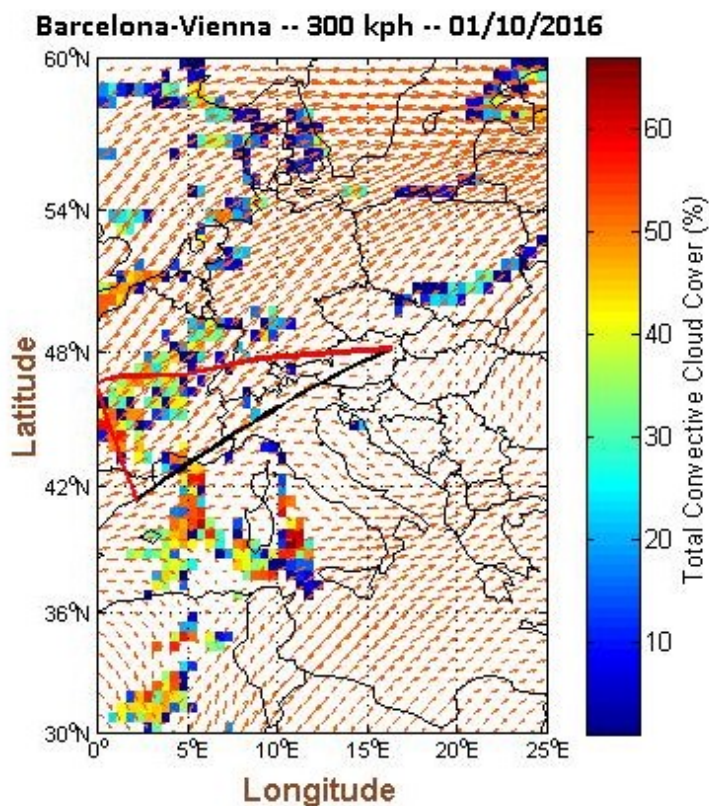 Barcelona-Vienna -- 300 kph -- 01/10/2016
60°N
54°N
48°N
42°N
36°N
30°N
0°
5°E
10°E
15°E
20°E
25°E
Latitude
Longitude
60
50
40
30
20
10
Total Convective Cloud Cover (%)